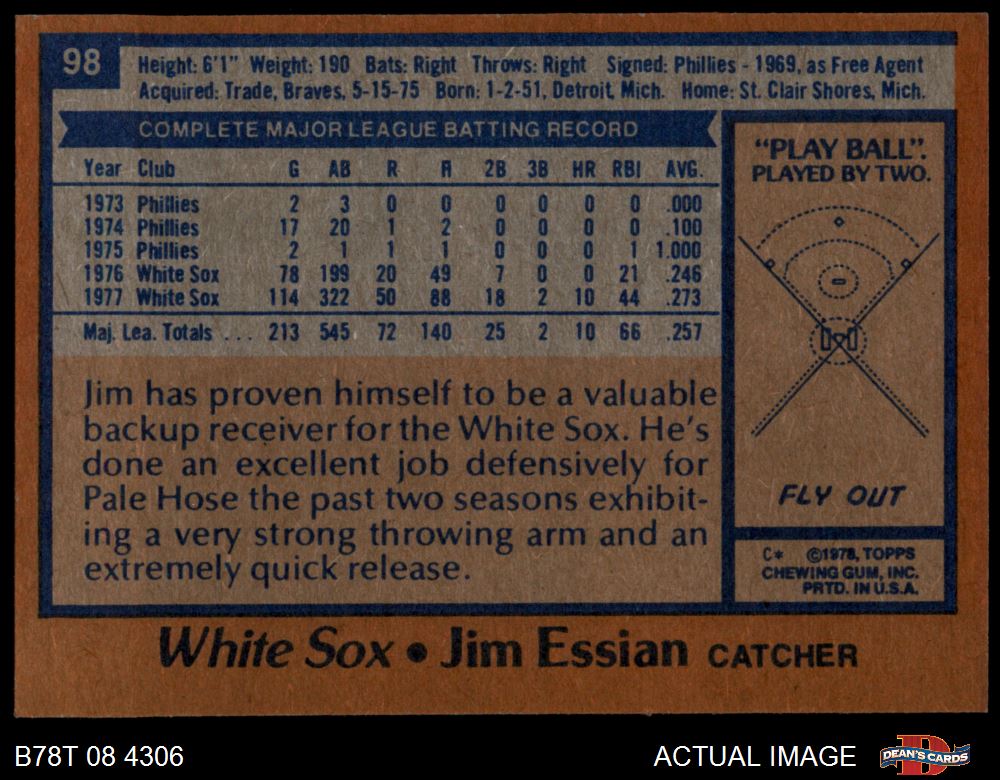 98
Height: 6'1" Weight: 190 Bats: Right Throws: Right Signed: Phillies - 1969, as Free Agent
Acquired: Trade, Braves, 5-15-75 Born: 1-2-51, Detroit, Mich. Home: St. Clair Shores, Mich.
COMPLETE MAJOR LEAGUE BATTING RECORD
Year Club G AB R H 2B 3B HR RBI AVG.
1973 Phillies 2 3 0 0 0 0 0 0 .000
1974 Phillies 17 20 1 2 0 0 0 0 .100
1975 Phillies 2 1 1 1 0 0 0 1 1.000
1976 White Sox 78 199 20 49 7 0 0 21 .246
1977 White Sox 114 322 50 88 18 2 10 44 .273
Maj. Lea. Totals ... 213 545 72 140 25 2 10 66 .257
Jim has proven himself to be a valuable
backup receiver for the White Sox. He's
done an excellent job defensively for
Pale Hose the past two seasons exhibit-
ing a very strong throwing arm and an
extremely quick release.
"PLAY BALL".
PLAYED BY TWO.
FLY OUT
C* ©1978, TOPPS
CHEWING GUM, INC.
PRTD. IN U.S.A.
White Sox • Jim Essian CATCHER
B78T 08 4306
ACTUAL IMAGE
DEAN'S CARDS